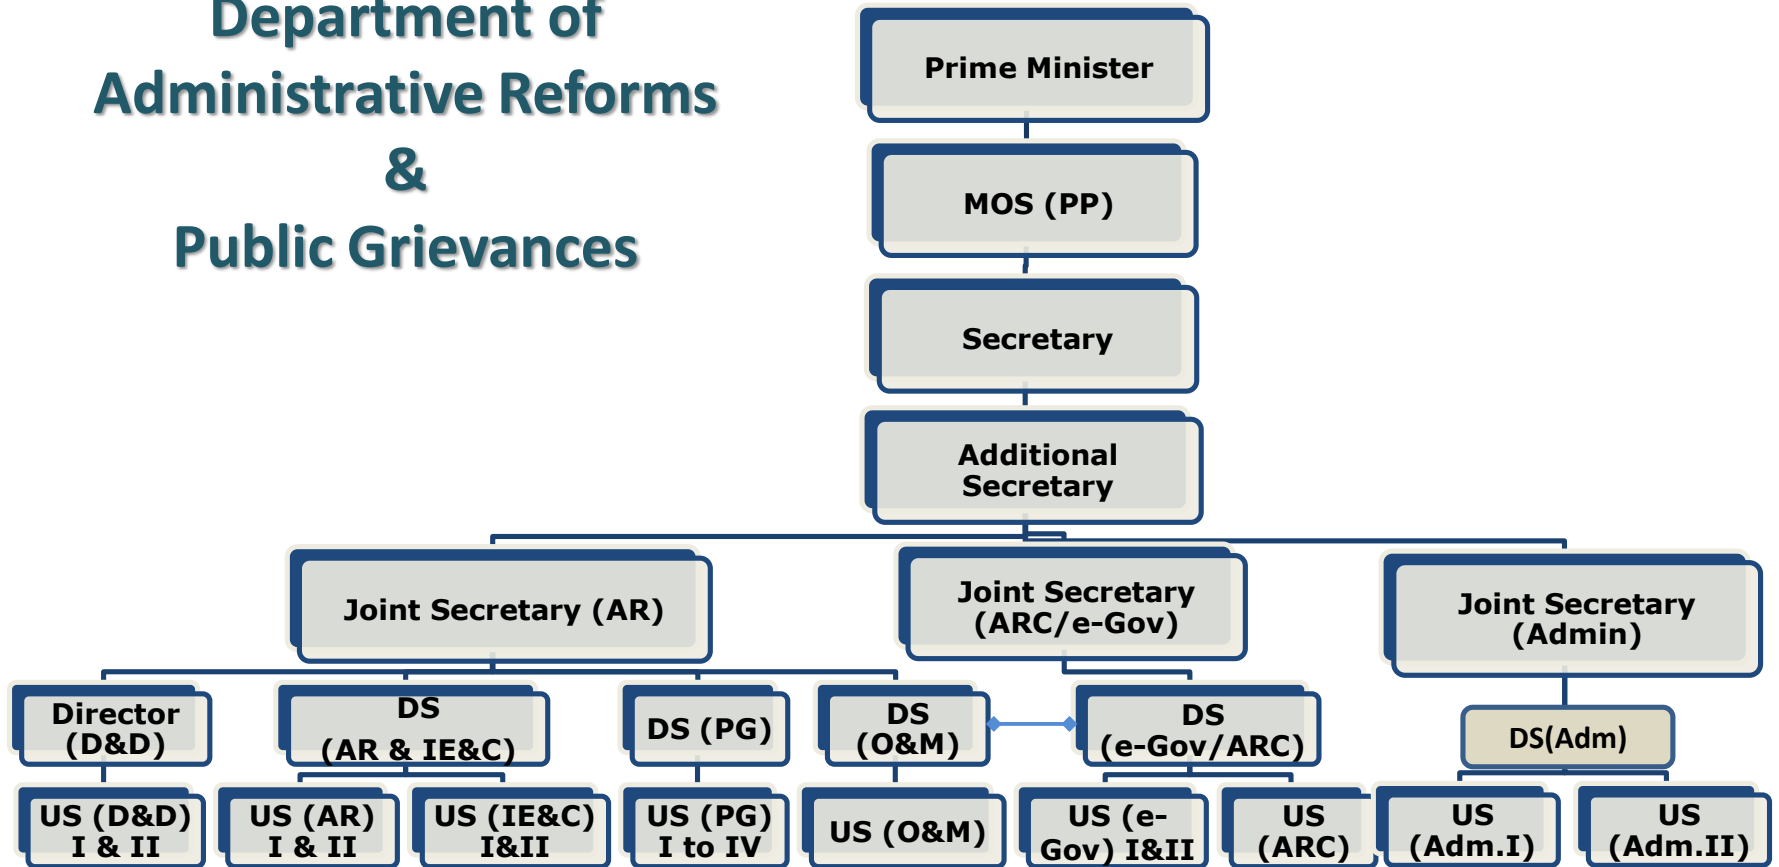 Department of
Administrative Reforms
&
Public Grievances
Prime Minister
MOS (PP)
Secretary
Additional
Secretary
Joint Secretary (AR)
Joint Secretary
(ARC/e-Gov)
Joint Secretary
(Admin)
Director
(D&D)
DS
(AR & IE&C)
DS (PG)
DS
(O&M)
DS
(e-Gov/ARC)
DS(Adm)
US (D&D)
I & II
US (AR)
I & II
US (IE&C)
I&II
US (PG)
I to IV
US (O&M)
US (e-
Gov) I&II
US
(ARC)
US
(Adm.I)
US
(Adm.II)